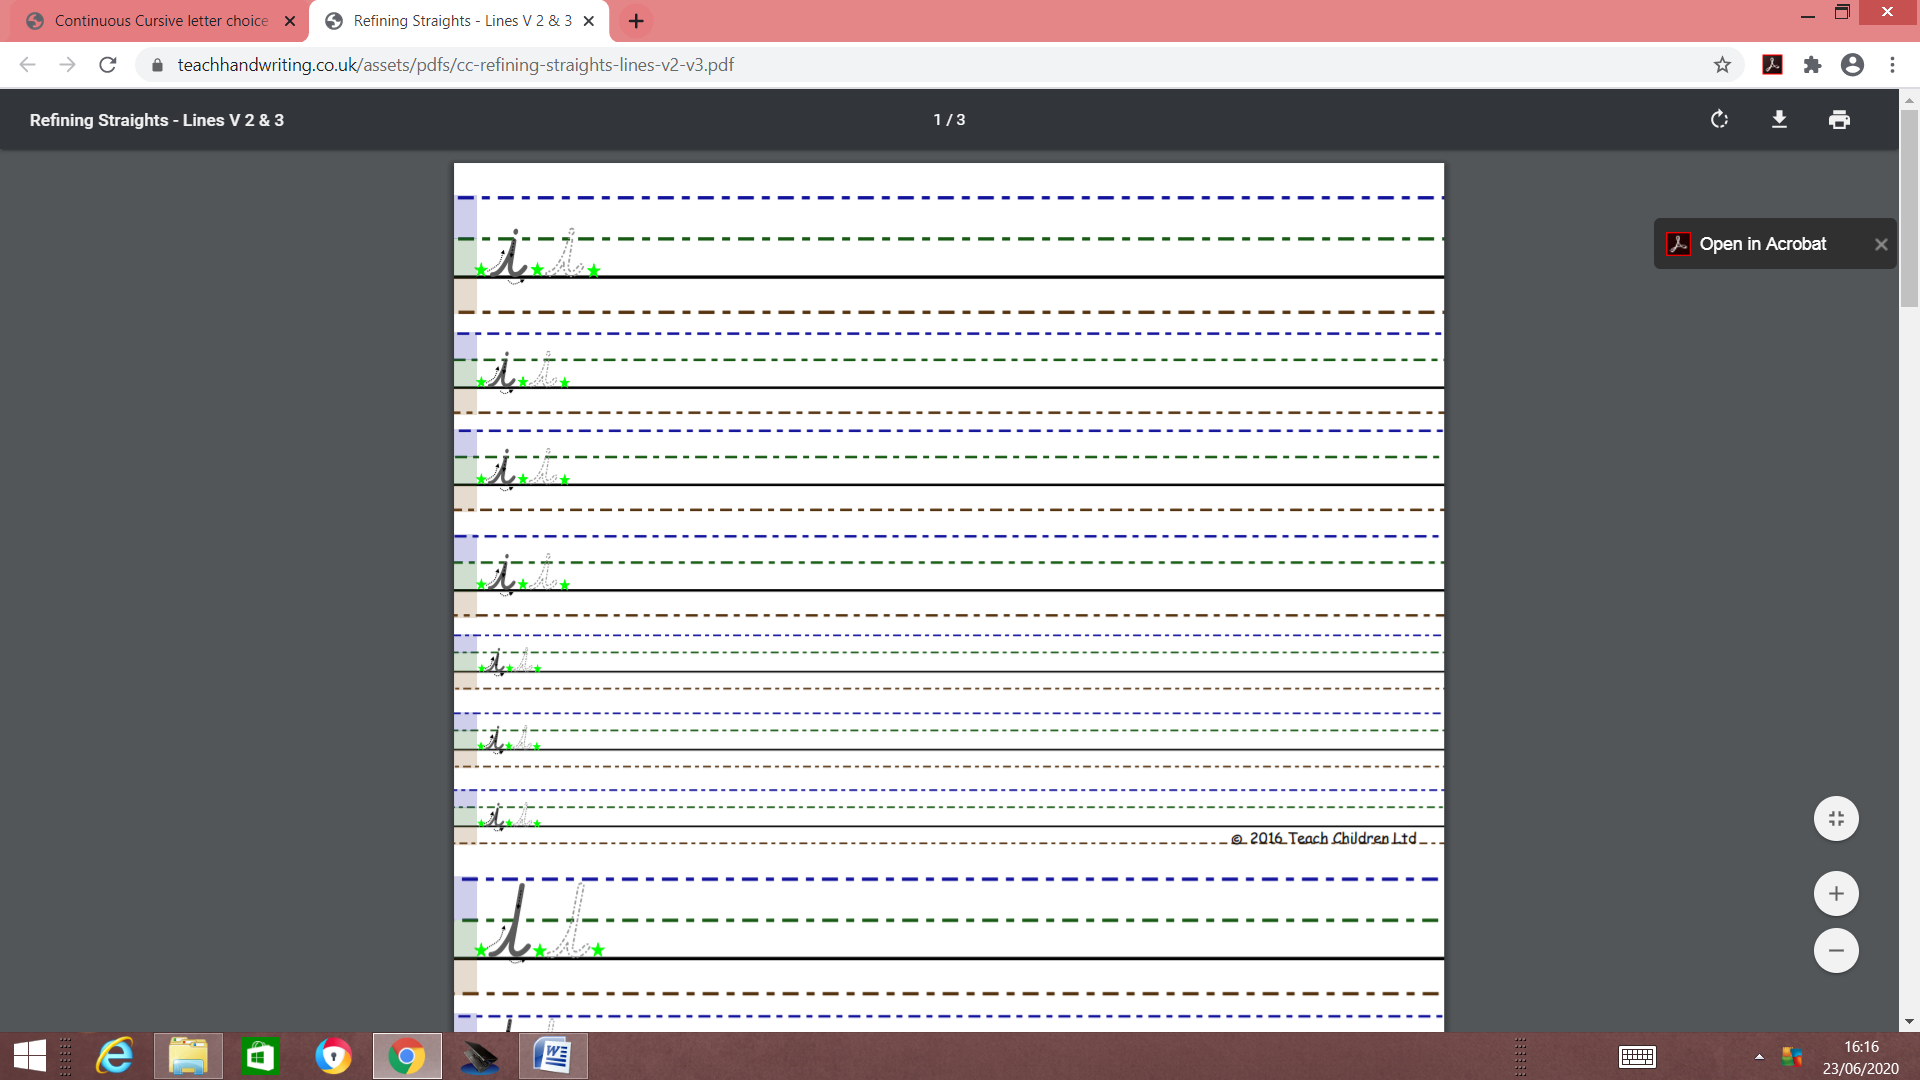 Continuous Cursive letter choice
Refining Straights - Lines V 2 & 3
teachhandwriting.co.uk/assets/pdfs/cc-refining-straights-lines-v2-v3.pdf
Refining Straights - Lines V 2 & 3
1 / 3
Open in Acrobat
i i
i i
i i
i i
i i
i i
i i
© 2016 Teach Children Ltd
l l
16:16
23/06/2020